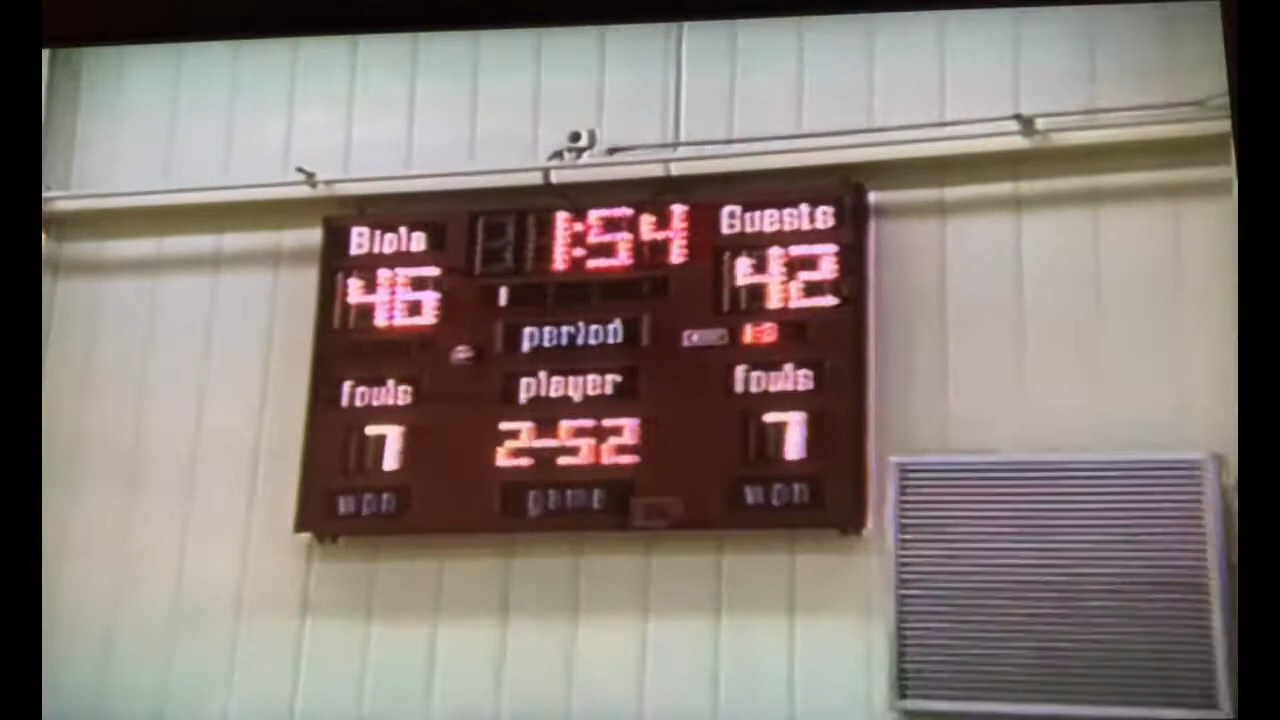 Biola 1:54 Guests
46 42
period
fouls player fouls
7 2-52 7
won game won